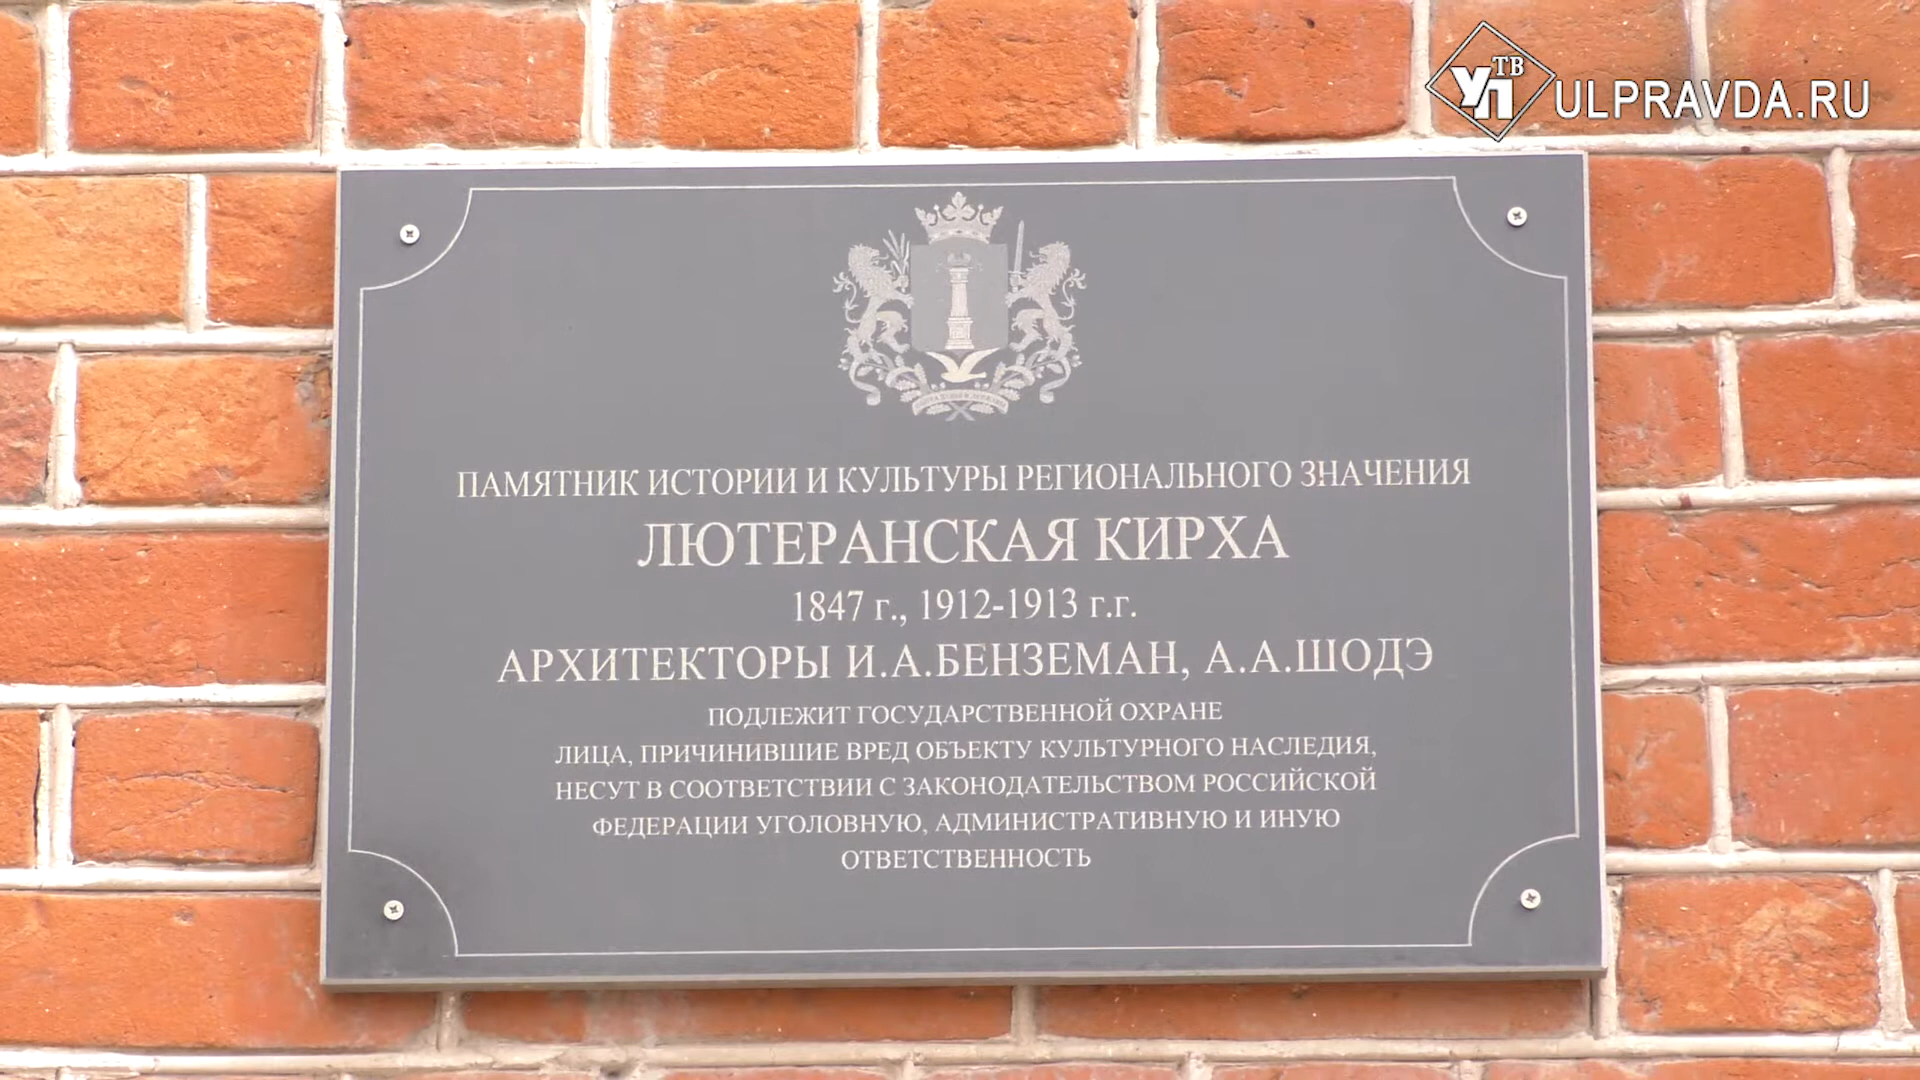 ТВ
УП
ULPRAVDA.RU
ПАМЯТНИК ИСТОРИИ И КУЛЬТУРЫ РЕГИОНАЛЬНОГО ЗНАЧЕНИЯ
ЛЮТЕРАНСКАЯ КИРХА
1847 г., 1912-1913 г.г.
АРХИТЕКТОРЫ И.А.БЕНЗЕМАН, А.А.ШОДЭ
ПОДЛЕЖИТ ГОСУДАРСТВЕННОЙ ОХРАНЕ
ЛИЦА, ПРИЧИНИВШИЕ ВРЕД ОБЪЕКТУ КУЛЬТУРНОГО НАСЛЕДИЯ,
НЕСУТ В СООТВЕТСТВИИ С ЗАКОНОДАТЕЛЬСТВОМ РОССИЙСКОЙ
ФЕДЕРАЦИИ УГОЛОВНУЮ, АДМИНИСТРАТИВНУЮ И ИНУЮ
ОТВЕТСТВЕННОСТЬ